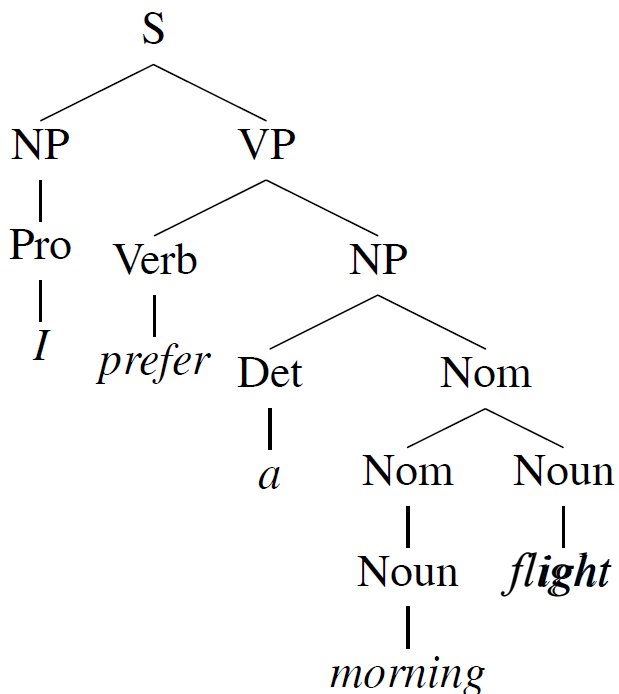 S
NP VP
Pro Verb NP
I prefer Det Nom
a Nom Noun
Noun flight
morning